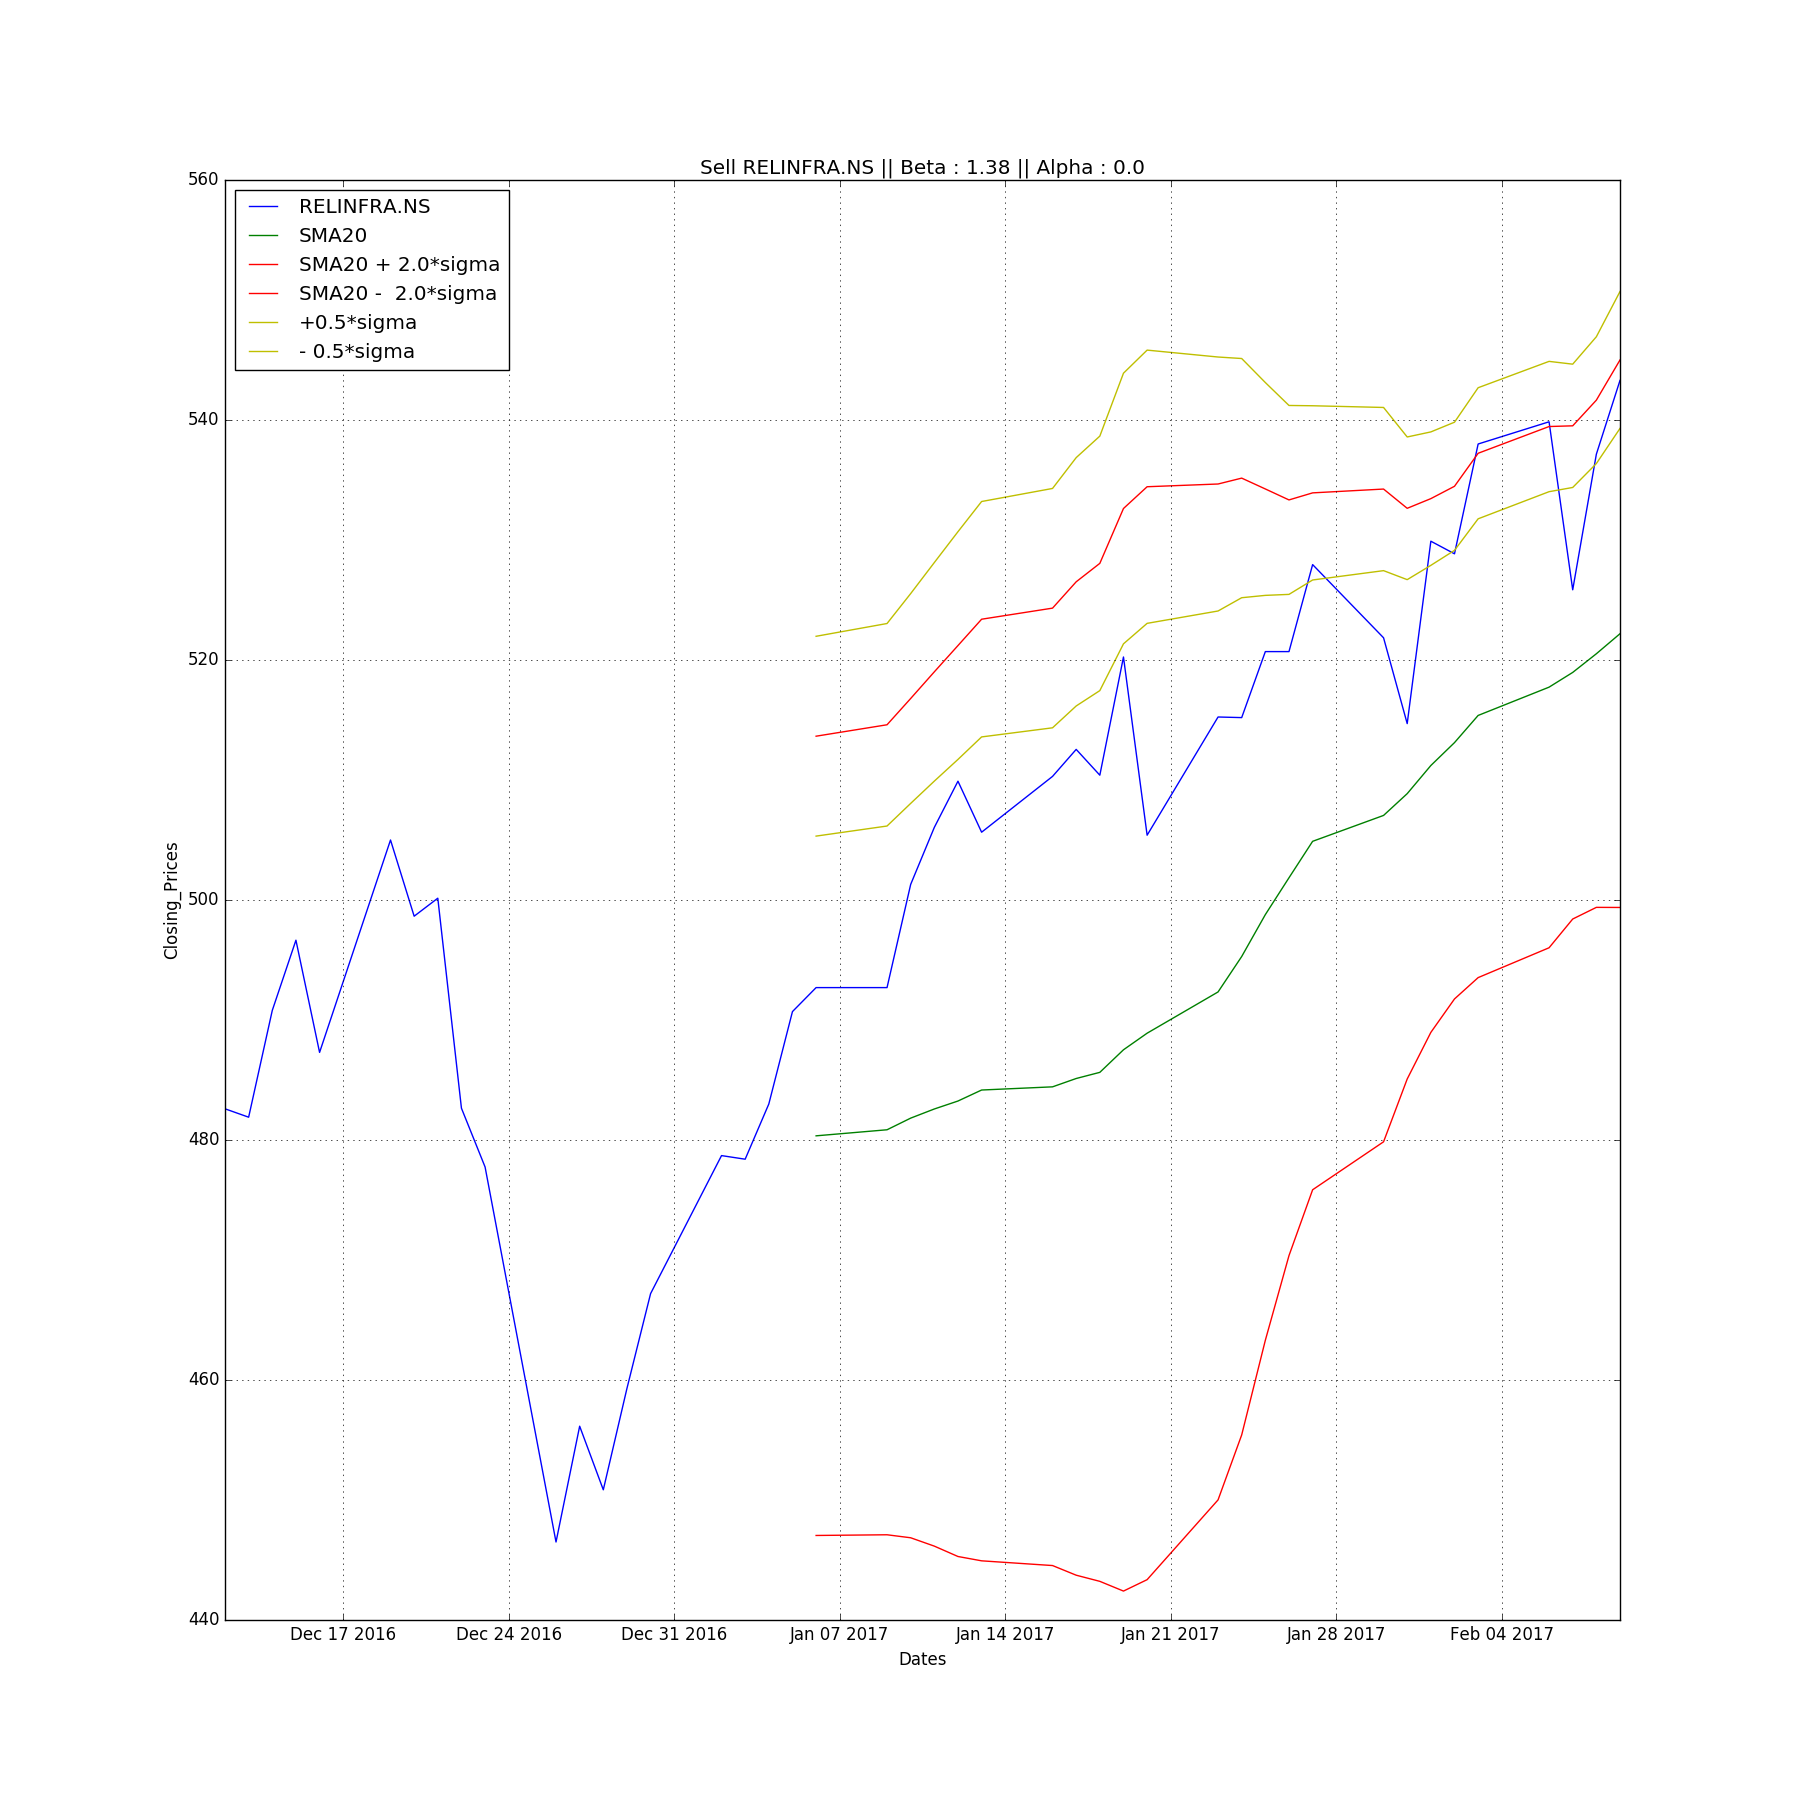 Sell RELINFRA.NS || Beta : 1.38 || Alpha : 0.0
RELINFRA.NS
SMA20
SMA20 + 2.0*sigma
SMA20 -  2.0*sigma
+0.5*sigma
- 0.5*sigma
560
540
520
500
480
460
440
Closing_Prices
Dec 17 2016
Dec 24 2016
Dec 31 2016
Jan 07 2017
Jan 14 2017
Jan 21 2017
Jan 28 2017
Feb 04 2017
Dates